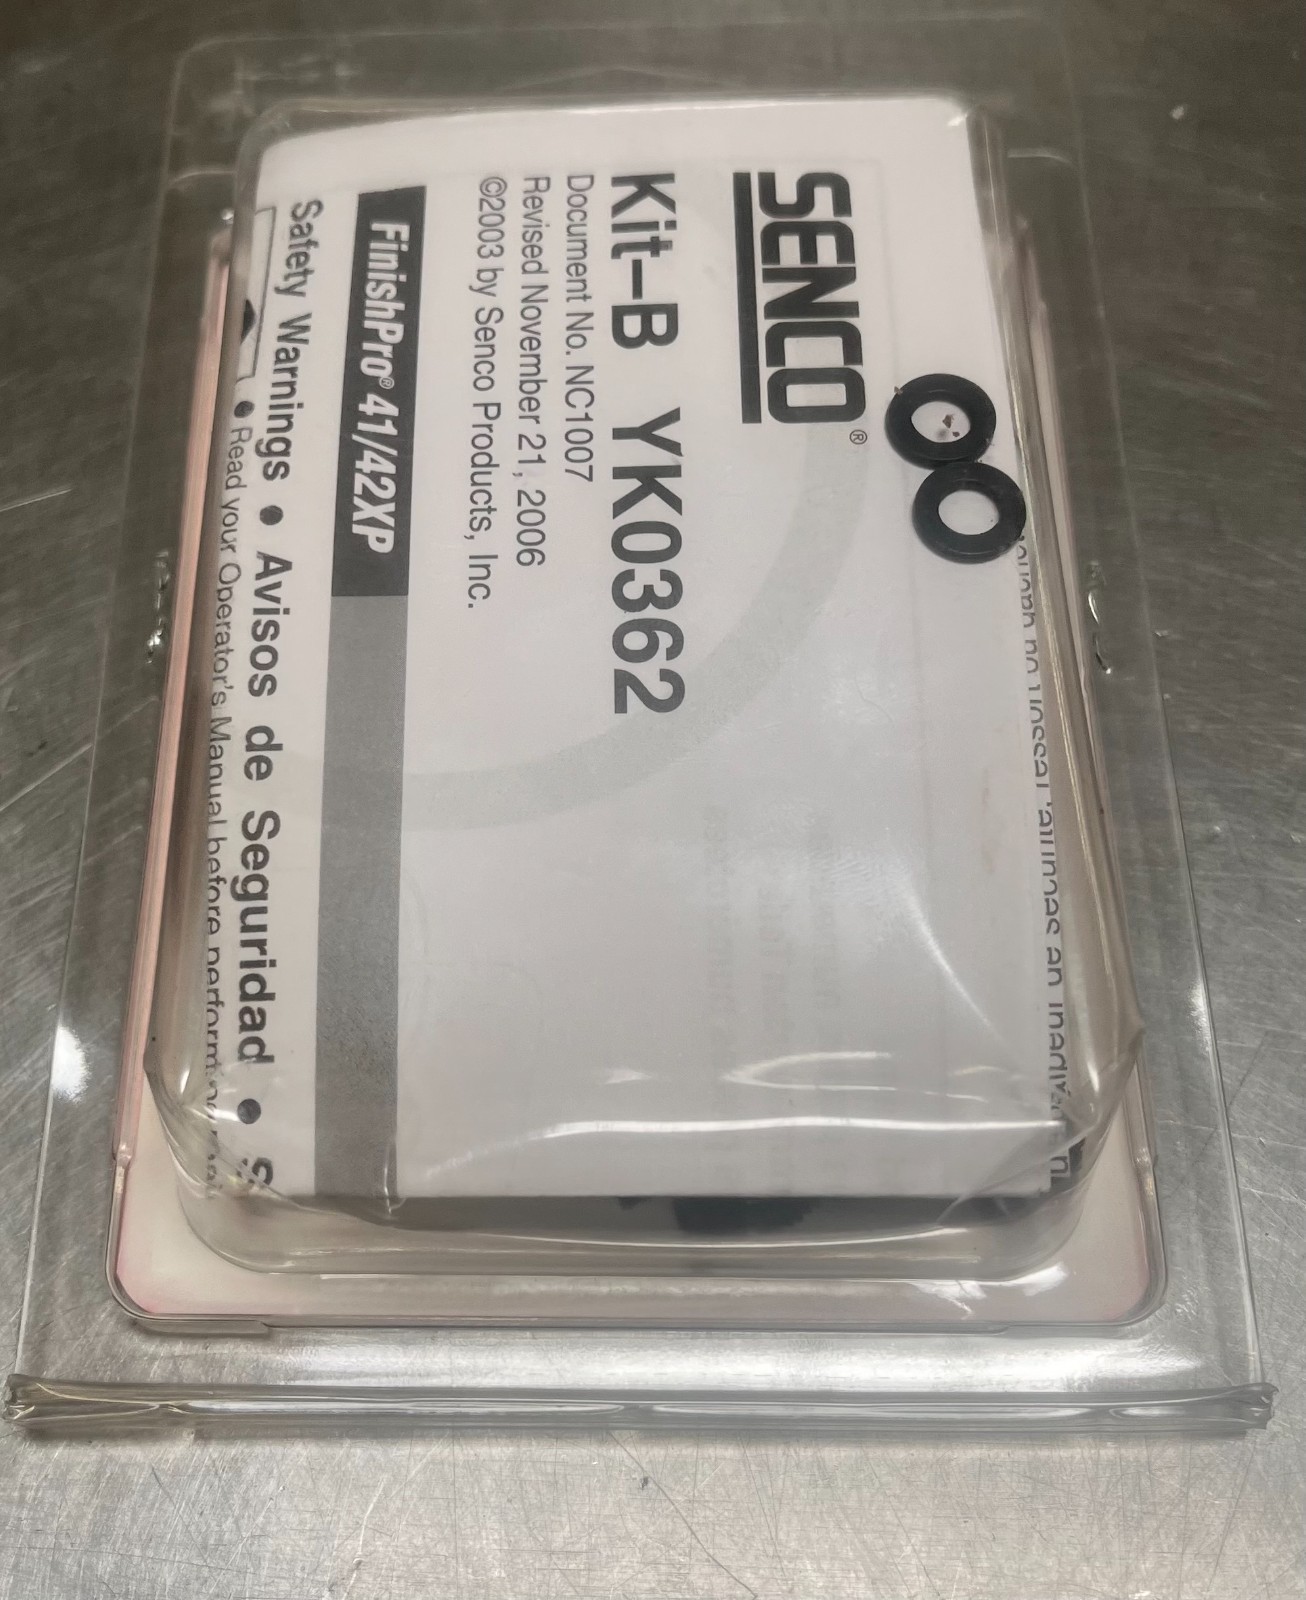 SENCO®
Kit–B YK0362
Document No. NC1007
Revised November 21, 2006
©2003 by Senco Products, Inc.
FinishPro® 41/42XP
Safety Warnings ● Avisos de Seguridad ●
● Read your Operator's Manual before performing